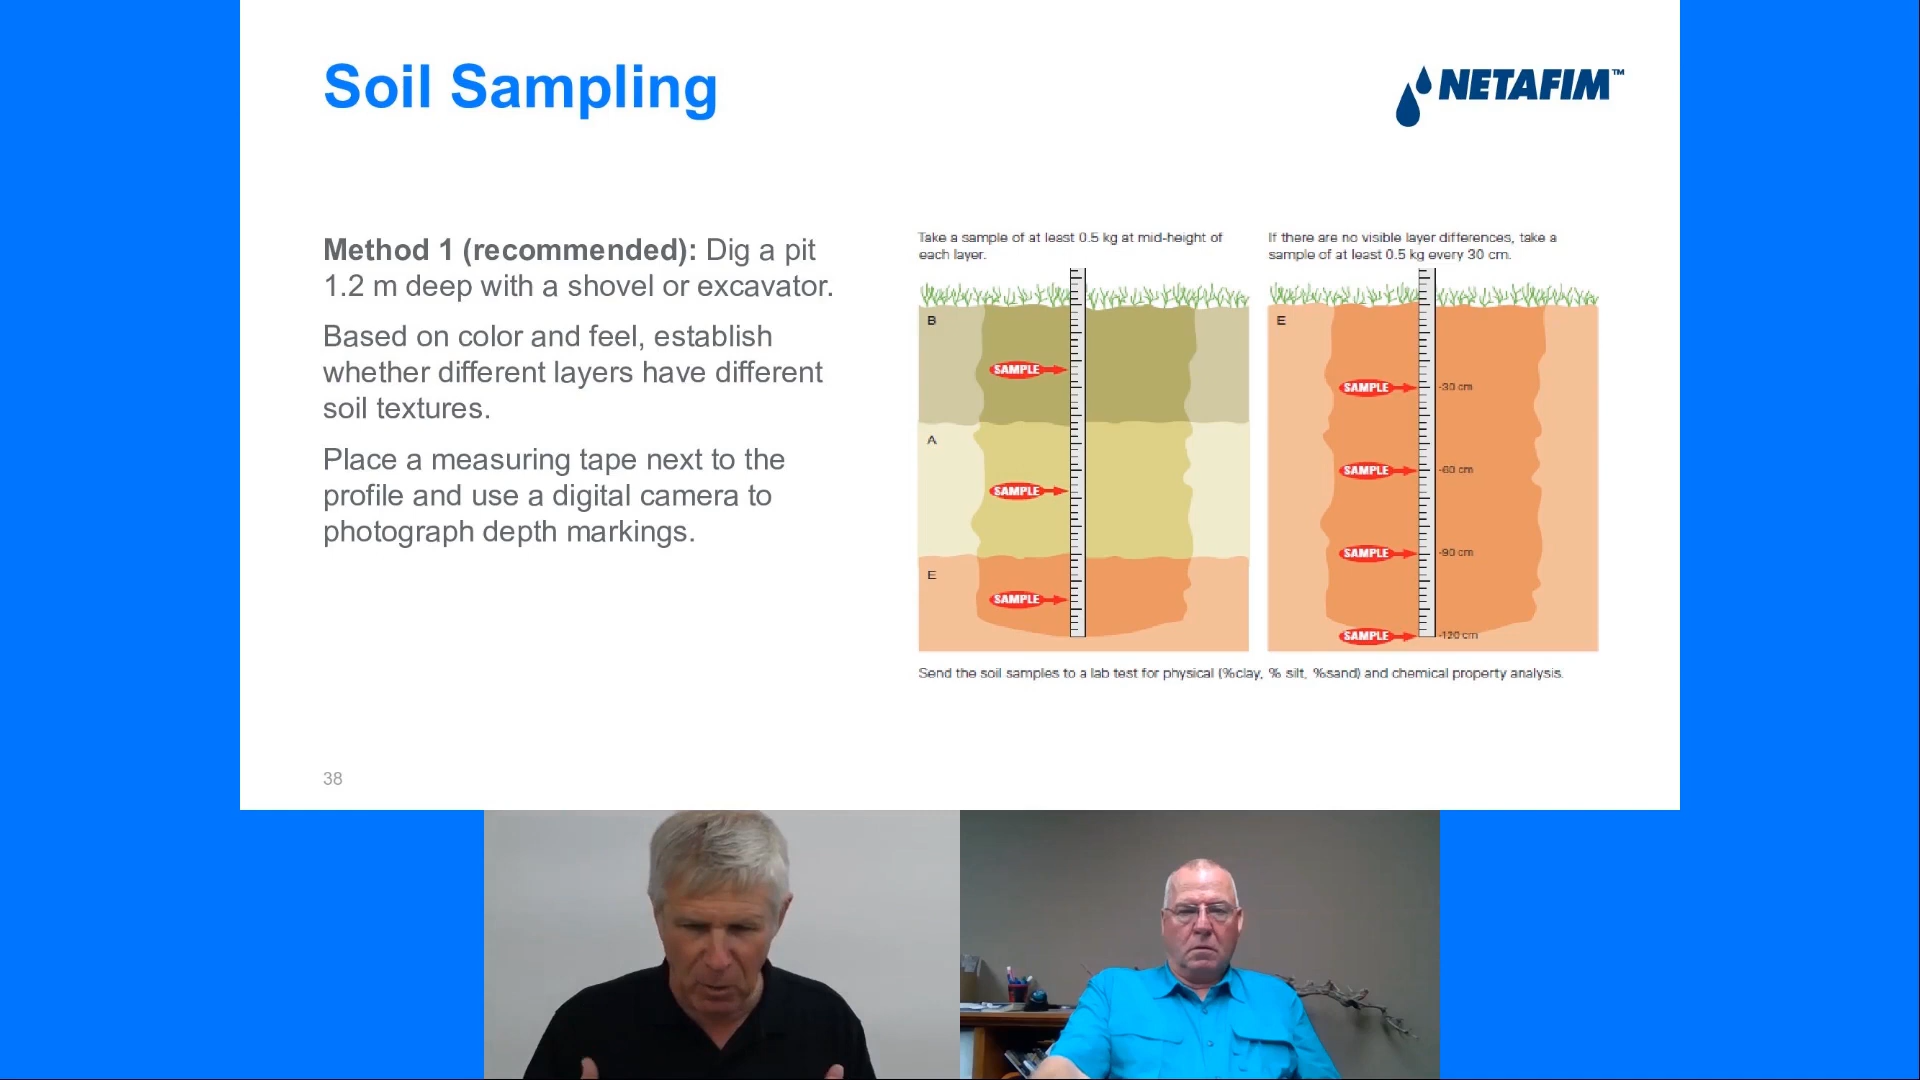 Soil Sampling
NETAFIM™
Method 1 (recommended): Dig a pit
1.2 m deep with a shovel or excavator.
Based on color and feel, establish
whether different layers have different
soil textures.
Place a measuring tape next to the
profile and use a digital camera to
photograph depth markings.
Take a sample of at least 0.5 kg at mid-height of
each layer.
B
SAMPLE
A
SAMPLE
E
SAMPLE
If there are no visible layer differences, take a
sample of at least 0.5 kg every 30 cm.
E
SAMPLE -30 cm
SAMPLE -60 cm
SAMPLE -90 cm
SAMPLE -120 cm
Send the soil samples to a lab test for physical (%clay, % silt, %sand) and chemical property analysis.
38